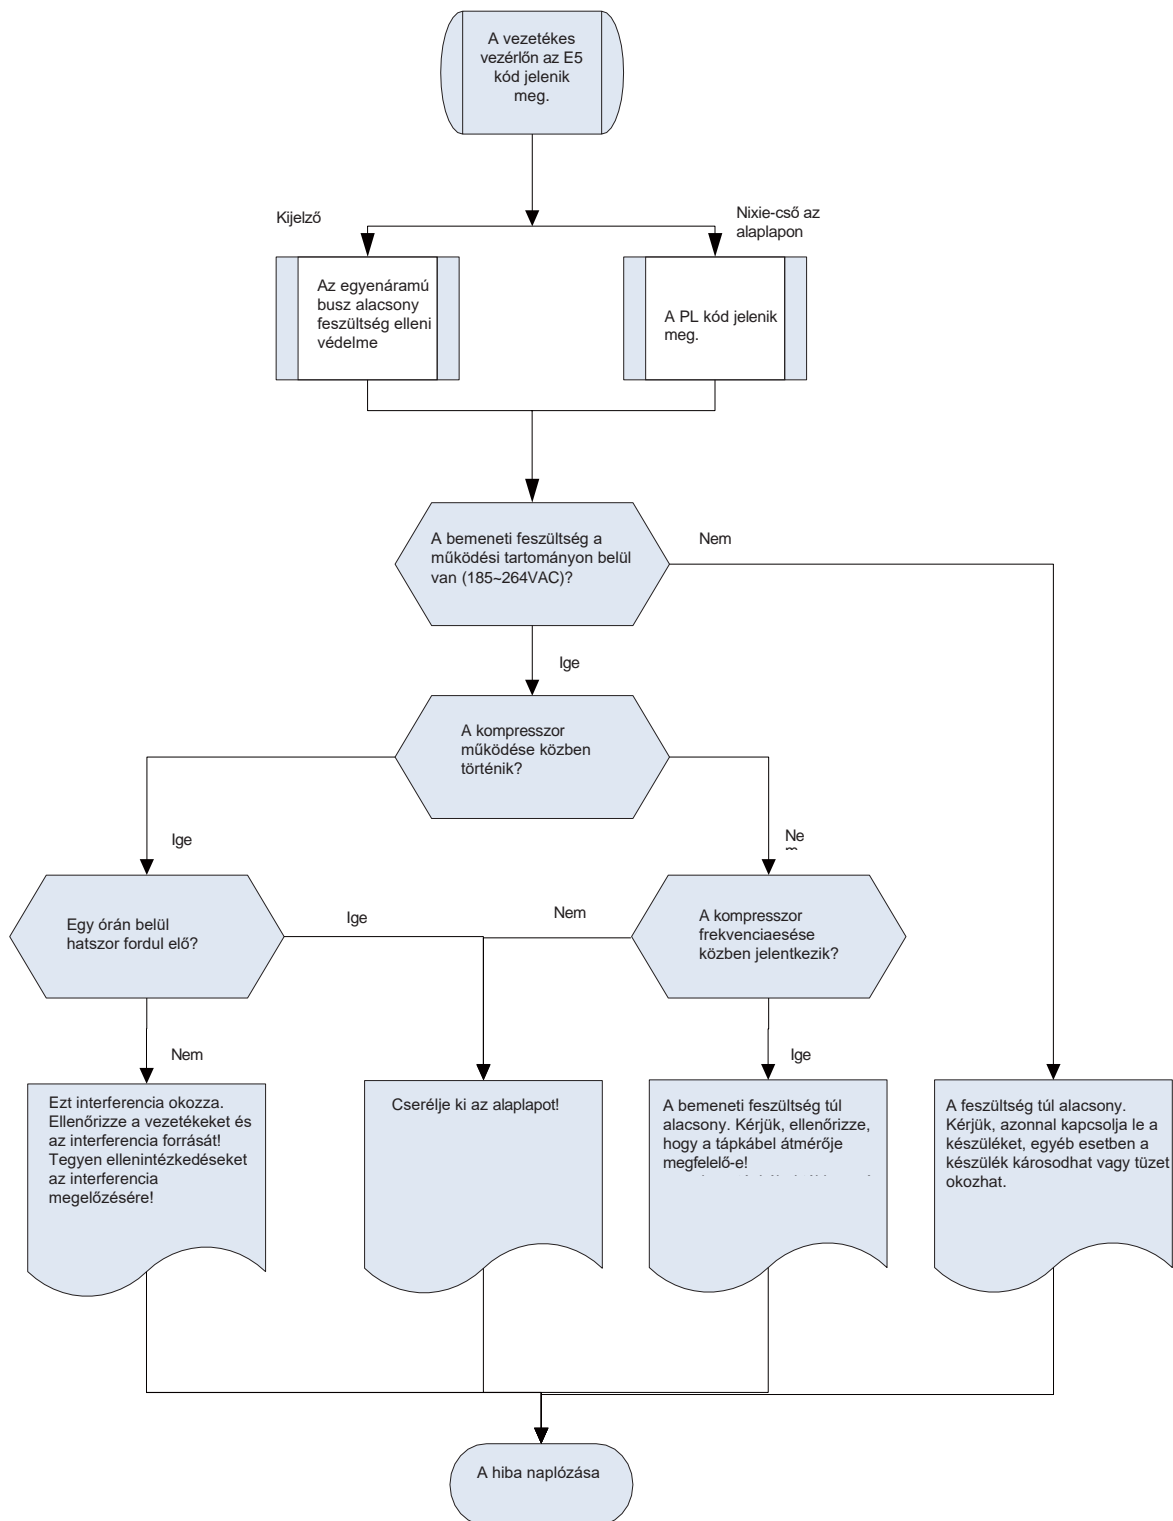 A vezetékes
vezérlőn az E5
kód jelenik
meg.
Kijelző
Nixie-cső az
alaplapon
Az egyenáramú
busz alacsony
feszültség elleni
védelme
A PL kód jelenik
meg.
A bemeneti feszültség a
működési tartományon belül
van (185~264VAC)?
Nem
Ige
A kompresszor
működése közben
történik?
Ige
Ne
m
Egy órán belül
hatszor fordul elő?
Ige
Nem
A kompresszor
frekvenciaesése
közben jelentkezik?
Nem
Ige
Ezt interferencia okozza.
Ellenőrizze a vezetékeket és
az interferencia forrását!
Tegyen ellenintézkedéseket
az interferencia
megelőzésére!
Cserélje ki az alaplapot!
A bemeneti feszültség túl
alacsony. Kérjük, ellenőrizze,
hogy a tápkábel átmérője
megfelelő-e!
A feszültség túl alacsony.
Kérjük, azonnal kapcsolja le a
készüléket, egyéb esetben a
készülék károsodhat vagy tüzet
okozhat.
A hiba naplózása